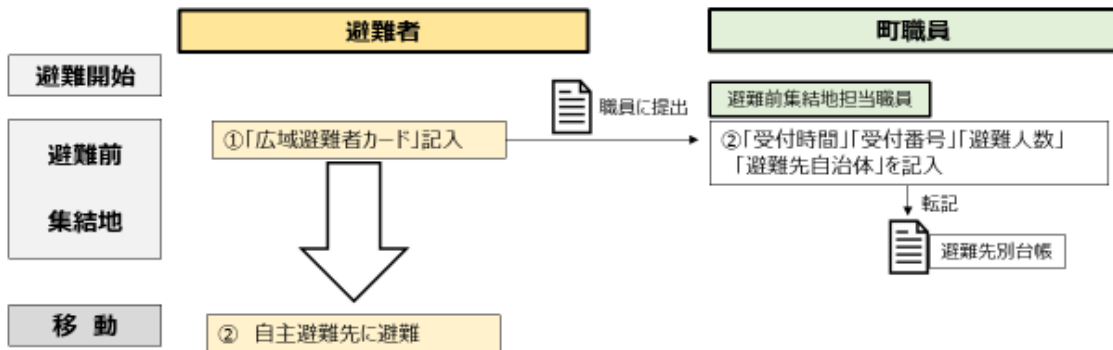 避難者
町職員
避難開始
職員に提出
避難前集結地担当職員
避難前
集結地
①「広域避難者カード」記入
②「受付時間」「受付番号」「避難人数」
「避難先自治体」を記入
転記
避難先別台帳
移 動
② 自主避難先に避難